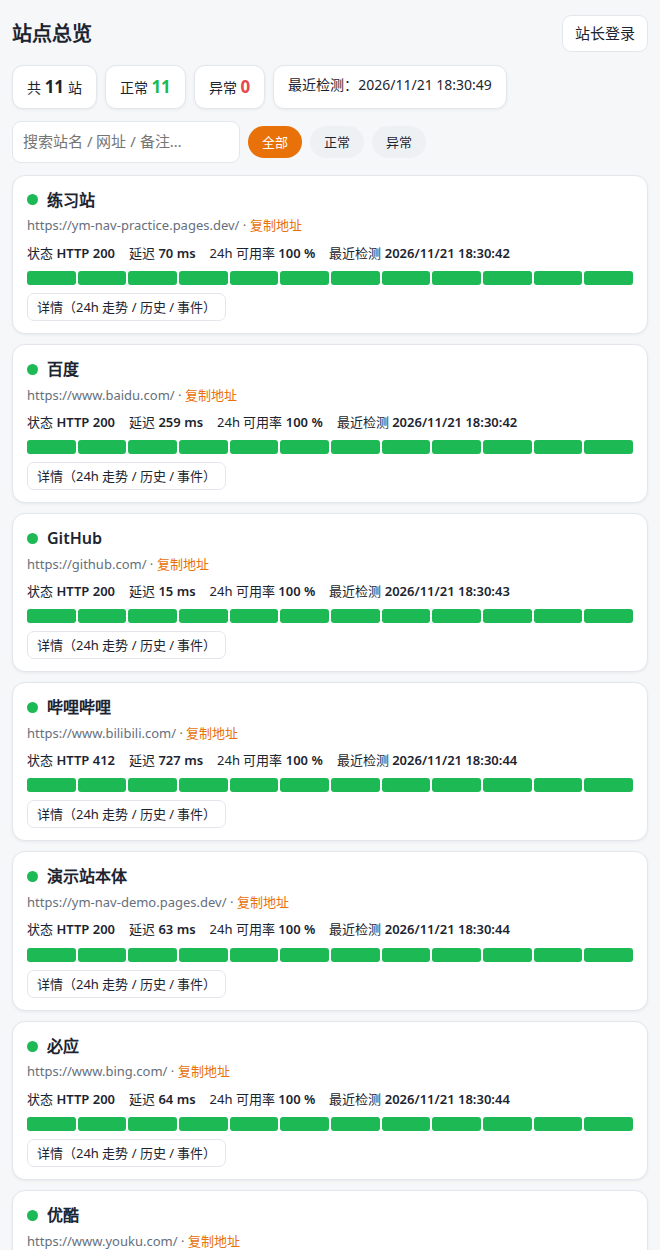 站点总览
站长登录
共 11 站
正常 11
异常 0
最近检测：2026/11/21 18:30:49
搜索站名 / 网址 / 备注...
全部
正常
异常
练习站
https://ym-nav-practice.pages.dev/ · 复制地址
状态 HTTP 200 延迟 70 ms 24h 可用率 100 % 最近检测 2026/11/21 18:30:42
详情（24h 走势 / 历史 / 事件）
百度
https://www.baidu.com/ · 复制地址
状态 HTTP 200 延迟 259 ms 24h 可用率 100 % 最近检测 2026/11/21 18:30:42
详情（24h 走势 / 历史 / 事件）
GitHub
https://github.com/ · 复制地址
状态 HTTP 200 延迟 15 ms 24h 可用率 100 % 最近检测 2026/11/21 18:30:43
详情（24h 走势 / 历史 / 事件）
哔哩哔哩
https://www.bilibili.com/ · 复制地址
状态 HTTP 412 延迟 727 ms 24h 可用率 100 % 最近检测 2026/11/21 18:30:44
详情（24h 走势 / 历史 / 事件）
演示站本体
https://ym-nav-demo.pages.dev/ · 复制地址
状态 HTTP 200 延迟 63 ms 24h 可用率 100 % 最近检测 2026/11/21 18:30:44
详情（24h 走势 / 历史 / 事件）
必应
https://www.bing.com/ · 复制地址
状态 HTTP 200 延迟 64 ms 24h 可用率 100 % 最近检测 2026/11/21 18:30:44
详情（24h 走势 / 历史 / 事件）
优酷
https://www.youku.com/ · 复制地址